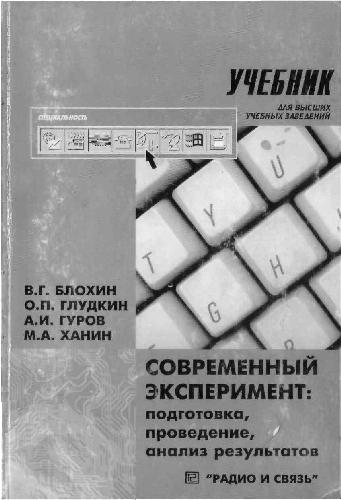 УЧЕБНИК
ДЛЯ ВЫСШИХ
УЧЕБНЫХ ЗАВЕДЕНИЙ
СПЕЦИАЛЬНОСТЬ
Y
U
T
G
H
В.Г. БЛОХИН
О.П. ГЛУДКИН
А.И. ГУРОВ
М.А. ХАНИН
СОВРЕМЕННЫЙ
ЭКСПЕРИМЕНТ:
подготовка,
проведение,
анализ результатов
"РАДИО И СВЯЗЬ"